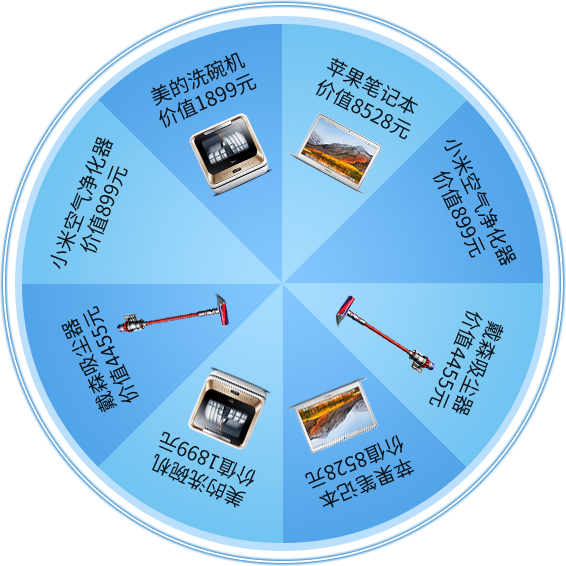 美的洗碗机
价值1899元
苹果笔记本
价值8528元
小米空气净化器
价值899元
戴森吸尘器
价值4455元
苹果笔记本
价值8528元
美的洗碗机
价值1899元
戴森吸尘器
价值4455元
小米空气净化器
价值899元